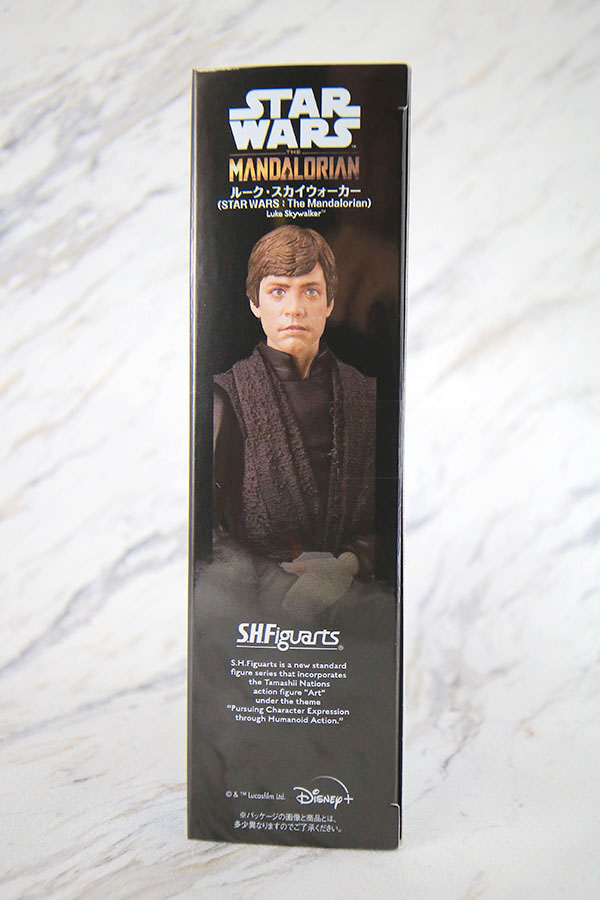 STAR
WARS
THE
MANDALORIAN
ルーク・スカイウォーカー
(STAR WARS : The Mandalorian)
Luke Skywalker™
S.H.Figuarts®
S.H.Figuarts is a new standard
figure series that incorporates
the Tamashii Nations
action figure "Art"
under the theme
"Pursuing Character Expression
through Humanoid Action."
© & ™ Lucasfilm Ltd. Disney+
※パッケージの画像と商品とは、
多少異なりますのでご了承ください。